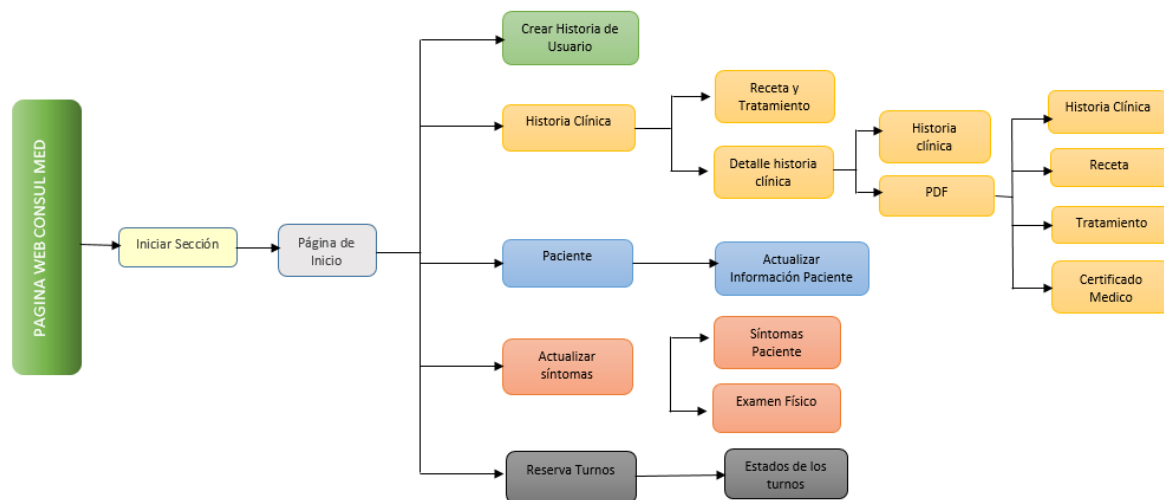 PAGINA WEB CONSUL MED
Iniciar Sección
Página de
Inicio
Crear Historia de
Usuario
Historia Clínica
Receta y
Tratamiento
Detalle historia
clínica
Historia
clínica
PDF
Historia Clínica
Receta
Tratamiento
Certificado
Medico
Paciente
Actualizar
Información Paciente
Actualizar
síntomas
Síntomas
Paciente
Examen Físico
Reserva Turnos
Estados de los
turnos